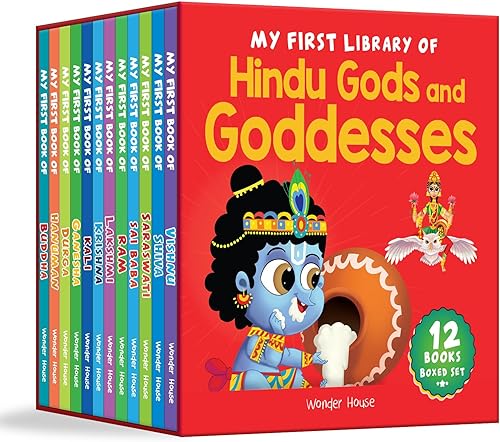 MY FIRST BOOK OF BUDDHA Wonder House
MY FIRST BOOK OF HANUMAN Wonder House
MY FIRST BOOK OF DURGA Wonder House
MY FIRST BOOK OF GANESHA Wonder House
MY FIRST BOOK OF KALI Wonder House
MY FIRST BOOK OF KRISHNA Wonder House
MY FIRST BOOK OF LAKSHMI Wonder House
MY FIRST BOOK OF RAM Wonder House
MY FIRST BOOK OF SAI BABA Wonder House
MY FIRST BOOK OF SARASWATI Wonder House
MY FIRST BOOK OF SHIVA Wonder House
MY FIRST BOOK OF VISHNU Wonder House
MY FIRST LIBRARY OF
Hindu Gods and
Goddesses
12
BOOKS
BOXED SET
Wonder House